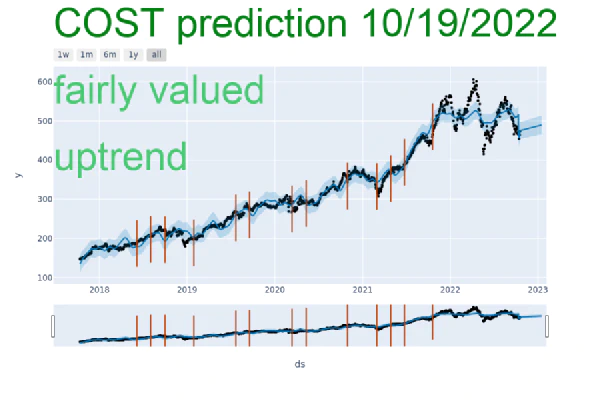 COST prediction 10/19/2022
1w 1m 6m 1y all
fairly valued
uptrend
600
500
400
300
200
100
y
2018 2019 2020 2021 2022 2023
ds